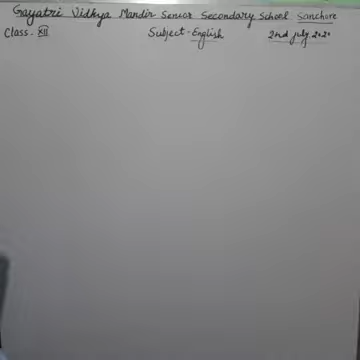 Gayatri Vidhya Mandir Senior Secondary School Sanchore
Class - XII Subject - English 2nd july 2020